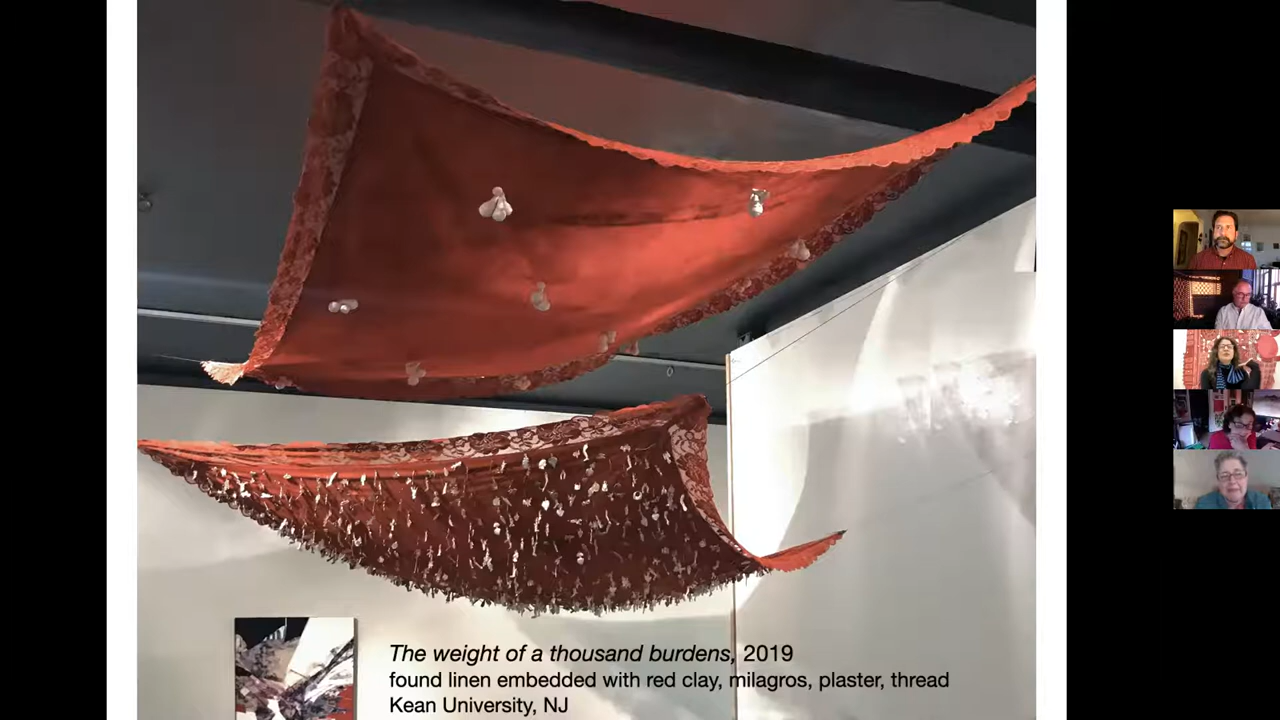 The weight of a thousand burdens, 2019
found linen embedded with red clay, milagros, plaster, thread
Kean University, NJ